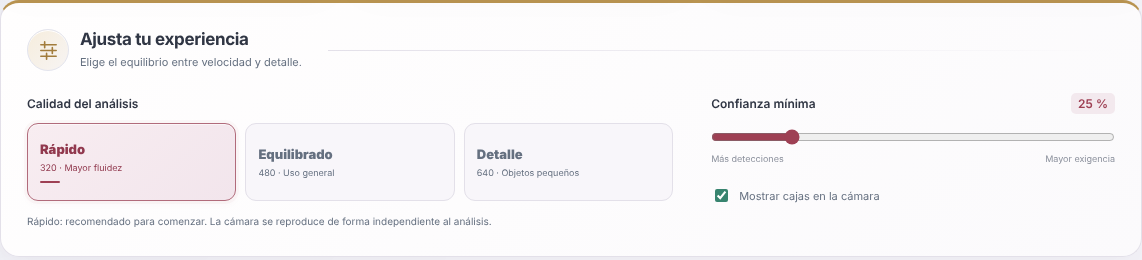 Ajusta tu experiencia
Elige el equilibrio entre velocidad y detalle.
Calidad del análisis
Rápido
320 · Mayor fluidez
Equilibrado
480 · Uso general
Detalle
640 · Objetos pequeños
Rápido: recomendado para comenzar. La cámara se reproduce de forma independiente al análisis.
Confianza mínima
25 %
Más detecciones
Mayor exigencia
Mostrar cajas en la cámara